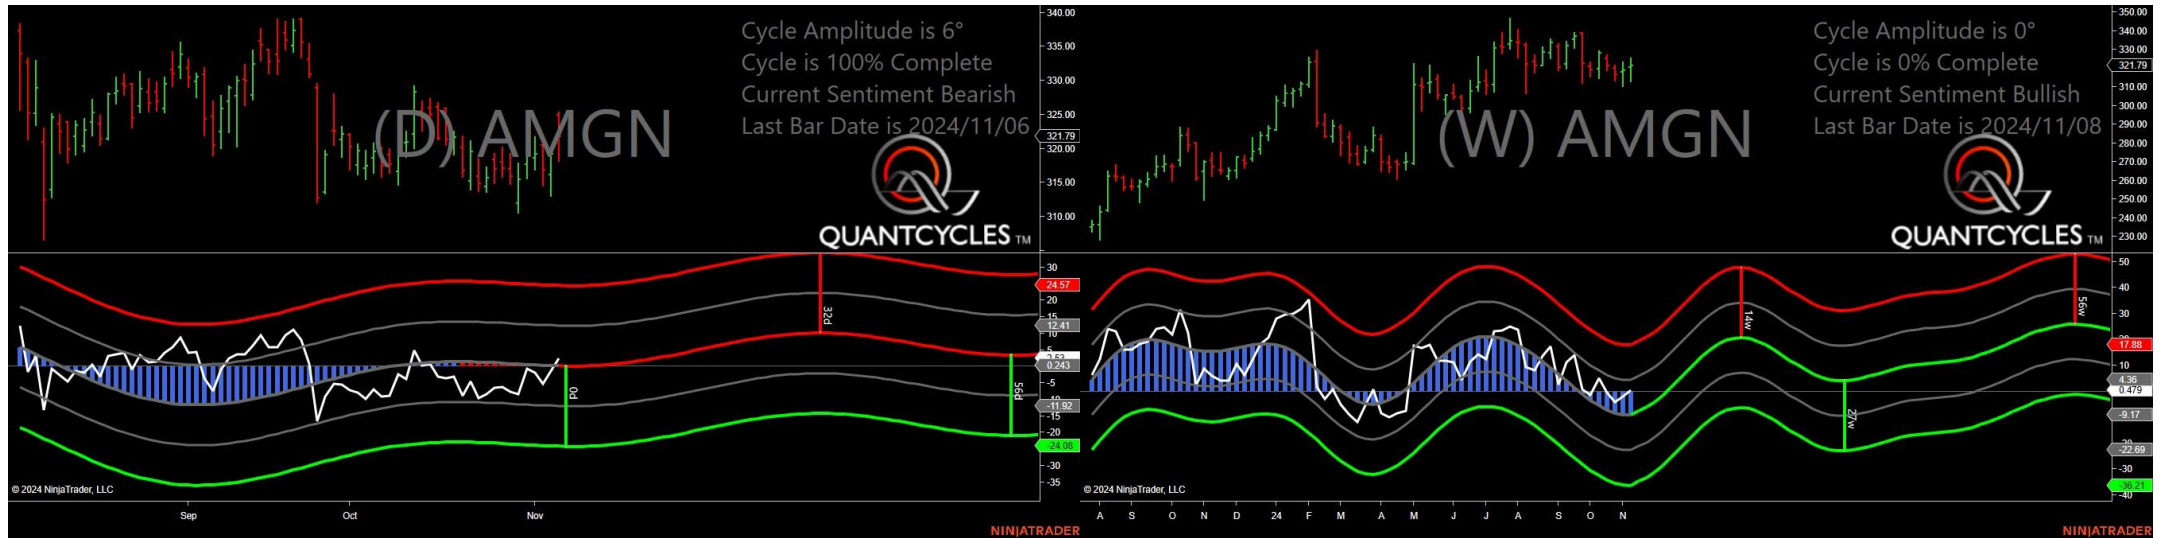 Cycle Amplitude is 6°
Cycle is 100% Complete
Current Sentiment Bearish
Last Bar Date is 2024/11/06
(D) AMGN
QUANTCYCLES TM
340.00
335.00
330.00
325.00
321.79
320.00
315.00
310.00
30
24.57
20
15
12.41
10
5
2.53
0.243
-5
-10
-11.92
-15
-20
-24.08
-30
-35
32d
0d
56d
© 2024 NinjaTrader, LLC
Sep
Oct
Nov
NINJATRADER
Cycle Amplitude is 0°
Cycle is 0% Complete
Current Sentiment Bullish
Last Bar Date is 2024/11/08
(W) AMGN
QUANTCYCLES TM
350.00
340.00
330.00
321.79
310.00
300.00
290.00
280.00
270.00
260.00
250.00
240.00
230.00
50
40
30
17.88
10
4.36
0.479
-9.17
-22.69
-30
-36.21
-40
14w
27w
56w
© 2024 NinjaTrader, LLC
A
S
O
N
D
24
F
M
A
M
J
J
A
S
O
N
NINJATRADER